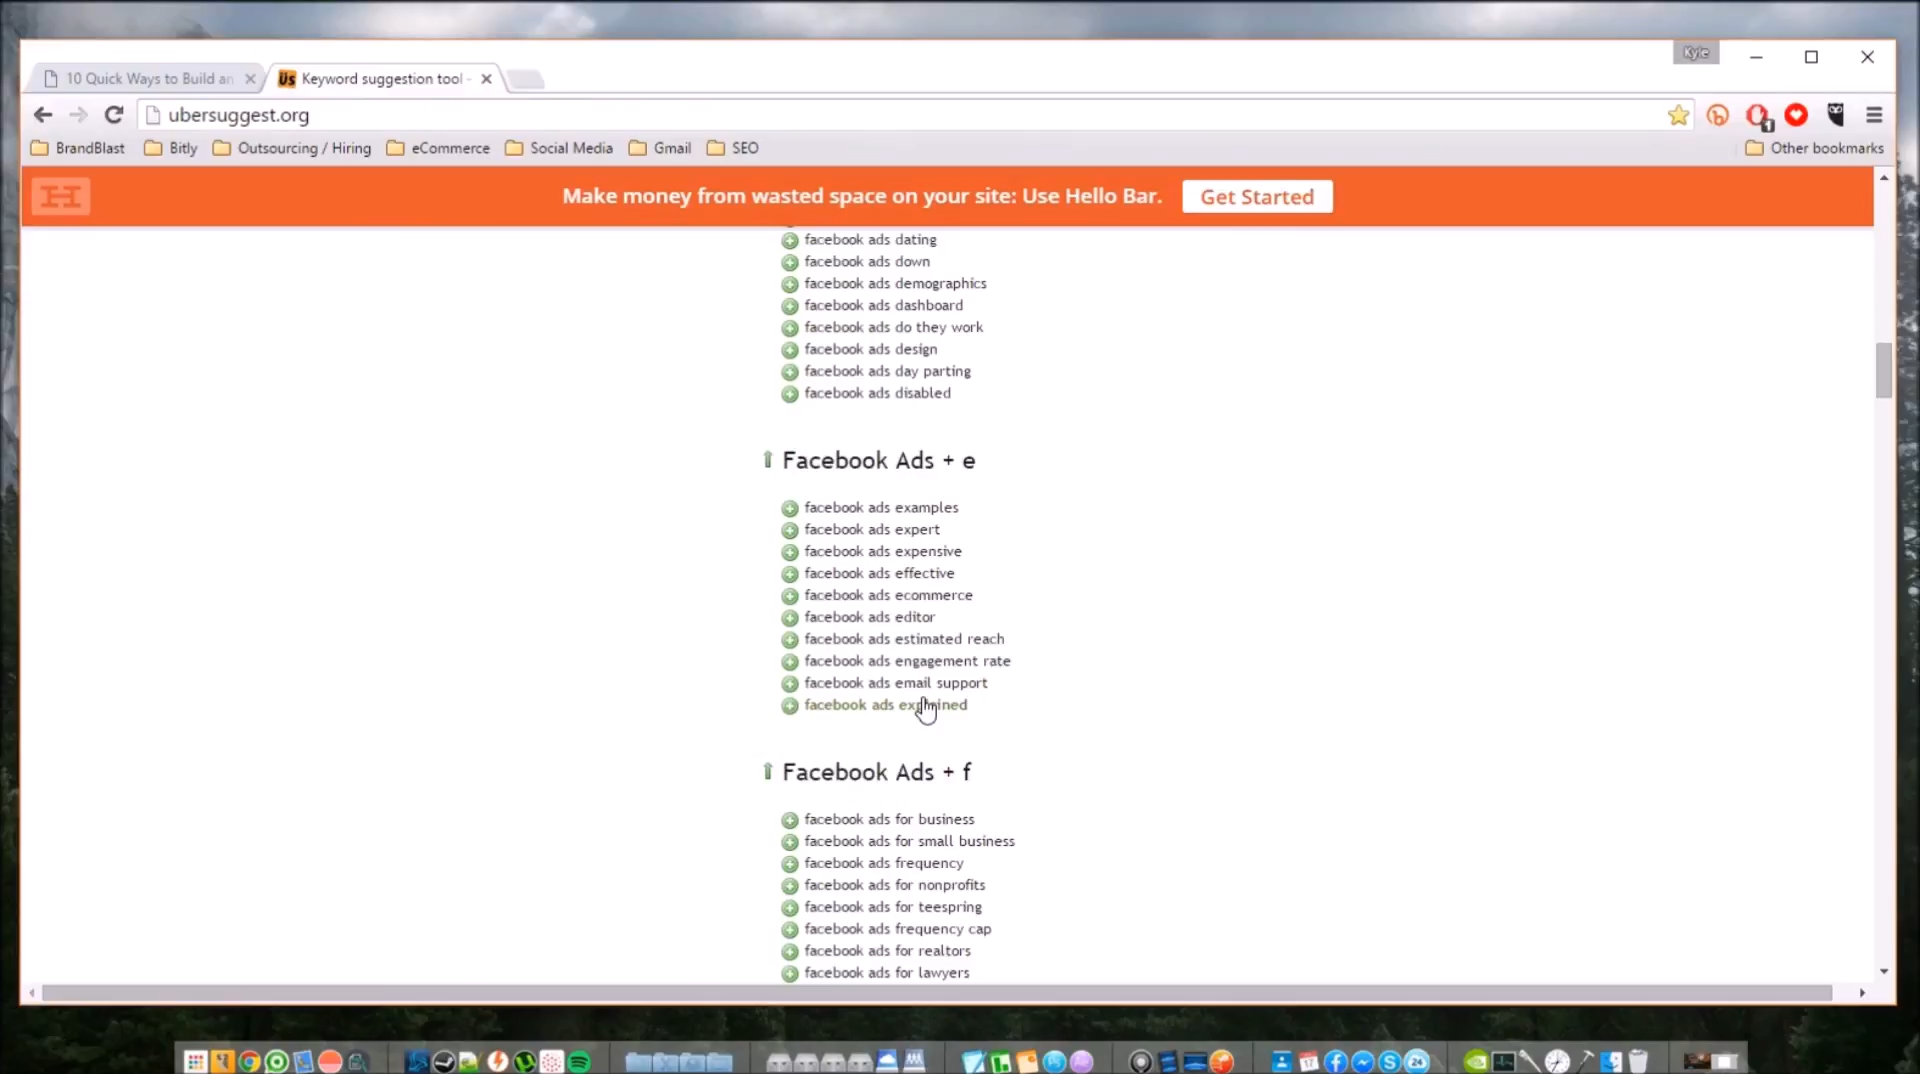 Kyle
10 Quick Ways to Build an
Üs Keyword suggestion tool -
ubersuggest.org
BrandBlast Bitly Outsourcing / Hiring eCommerce Social Media Gmail SEO Other bookmarks
Make money from wasted space on your site: Use Hello Bar. Get Started
facebook ads dating
facebook ads down
facebook ads demographics
facebook ads dashboard
facebook ads do they work
facebook ads design
facebook ads day parting
facebook ads disabled
Facebook Ads + e
facebook ads examples
facebook ads expert
facebook ads expensive
facebook ads effective
facebook ads ecommerce
facebook ads editor
facebook ads estimated reach
facebook ads engagement rate
facebook ads email support
facebook ads explained
Facebook Ads + f
facebook ads for business
facebook ads for small business
facebook ads frequency
facebook ads for nonprofits
facebook ads for teespring
facebook ads frequency cap
facebook ads for realtors
facebook ads for lawyers